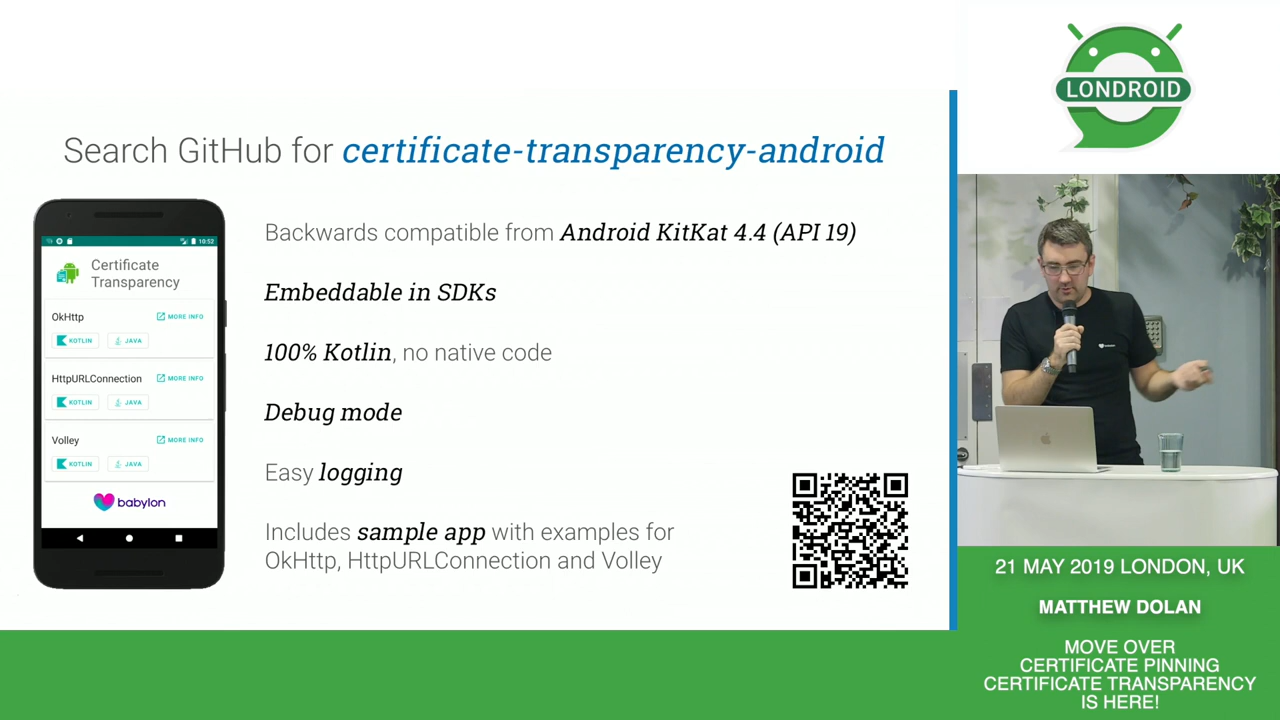 Search GitHub for certificate-transparency-android
10:52
Certificate
Transparency
OkHttp
MORE INFO
KOTLIN
JAVA
HttpURLConnection
MORE INFO
KOTLIN
JAVA
Volley
MORE INFO
KOTLIN
JAVA
babylon
Backwards compatible from Android KitKat 4.4 (API 19)
Embeddable in SDKs
100% Kotlin, no native code
Debug mode
Easy logging
Includes sample app with examples for
OkHttp, HttpURLConnection and Volley
LONDROID
21 MAY 2019 LONDON, UK
MATTHEW DOLAN
MOVE OVER
CERTIFICATE PINNING
CERTIFICATE TRANSPARENCY
IS HERE!